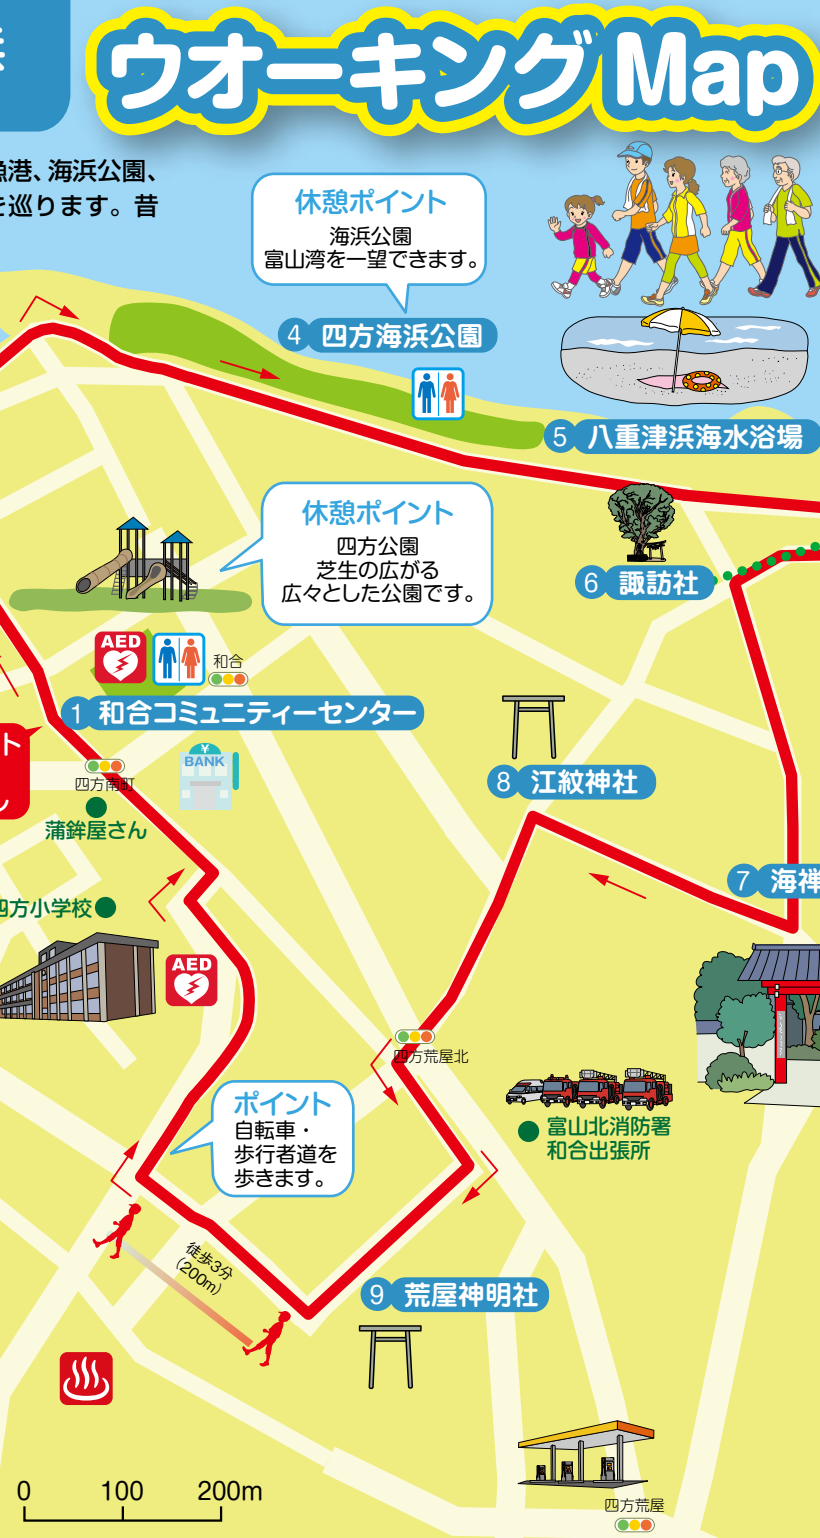 ウオーキングMap
漁港、海浜公園、
を巡ります。昔
休憩ポイント
海浜公園
富山湾を一望できます。
4 四方海浜公園
5 八重津浜海水浴場
休憩ポイント
四方公園
芝生の広がる
広々とした公園です。
6 諏訪社
AED
和合
1 和合コミュニティーセンター
ト
し
四方南町
¥
BANK
蒲鉾屋さん
8 江紋神社
7 海禅
四方小学校
AED
四方荒屋北
ポイント
自転車・
歩行者道を
歩きます。
富山北消防署
和合出張所
徒歩3分
(200m)
9 荒屋神明社
四方荒屋
0 100 200m